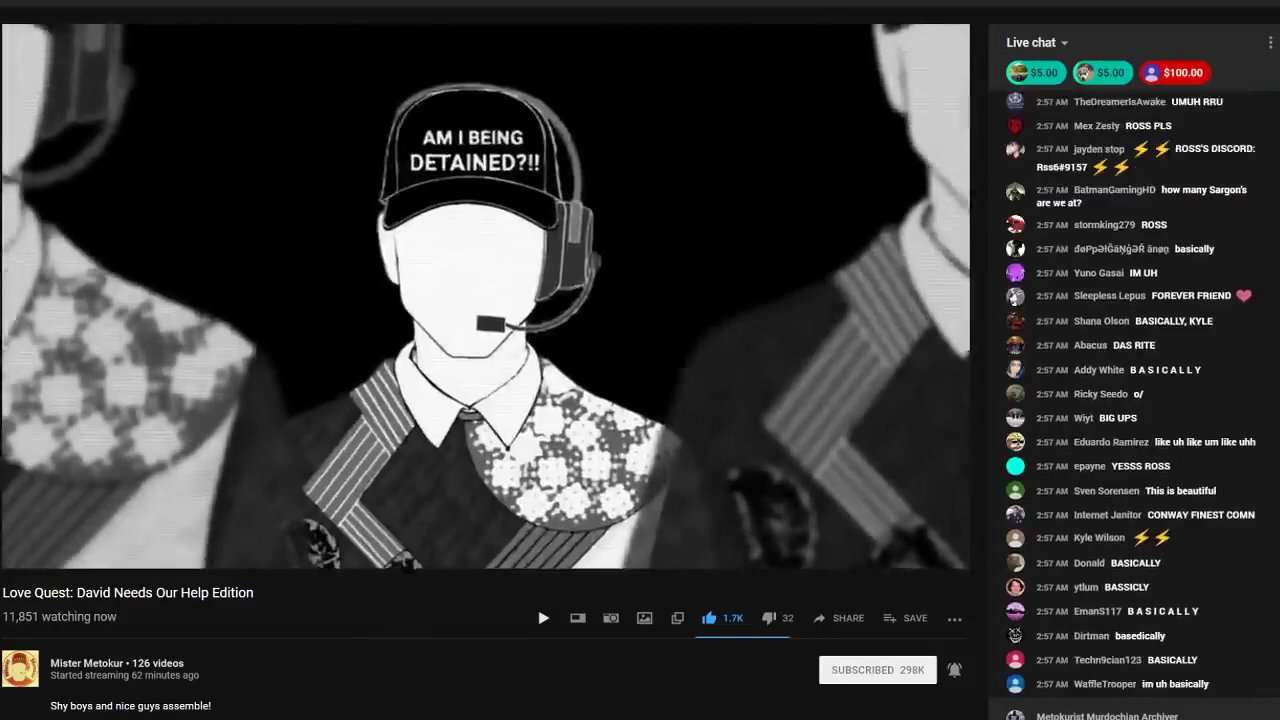 AM I BEING
DETAINED?!!
Love Quest: David Needs Our Help Edition
11,851 watching now
1.7K
32
SHARE
SAVE
Mister Metokur • 126 videos
Started streaming 62 minutes ago
SUBSCRIBED 298K
Shy boys and nice guys assemble!
Live chat
$5.00
$5.00
$100.00
2:57 AM TheDreamerIsAwake UMUH RRU
2:57 AM Mex Zesty ROSS PLS
2:57 AM jayden stop ⚡ ⚡ ROSS'S DISCORD:
Rss6#9157 ⚡ ⚡
2:57 AM BatmanGamingHD how many Sargon's
are we at?
2:57 AM stormking279 ROSS
2:57 AM basically
2:57 AM Yuno Gasai IM UH
2:57 AM Sleepless Lepus FOREVER FRIEND ❤
2:57 AM Shana Olson BASICALLY, KYLE
2:57 AM Abacus DAS RITE
2:57 AM Addy White B A S I C A L L Y
2:57 AM Ricky Seedo o/
2:57 AM Wiyt BIG UPS
2:57 AM Eduardo Ramirez like uh like um like uhh
2:57 AM epayne YESSS ROSS
2:57 AM Sven Sorensen This is beautiful
2:57 AM Internet Janitor CONWAY FINEST COMN
2:57 AM Kyle Wilson ⚡ ⚡
2:57 AM Donald BASICALLY
2:57 AM ytlum BASSICLY
2:57 AM EmanS117 B A S I C A L L Y
2:57 AM Dirtman basedically
2:57 AM Techn9cian123 BASICALLY
2:57 AM WaffleTrooper im uh basically
Metokurist Murdochian Archiver